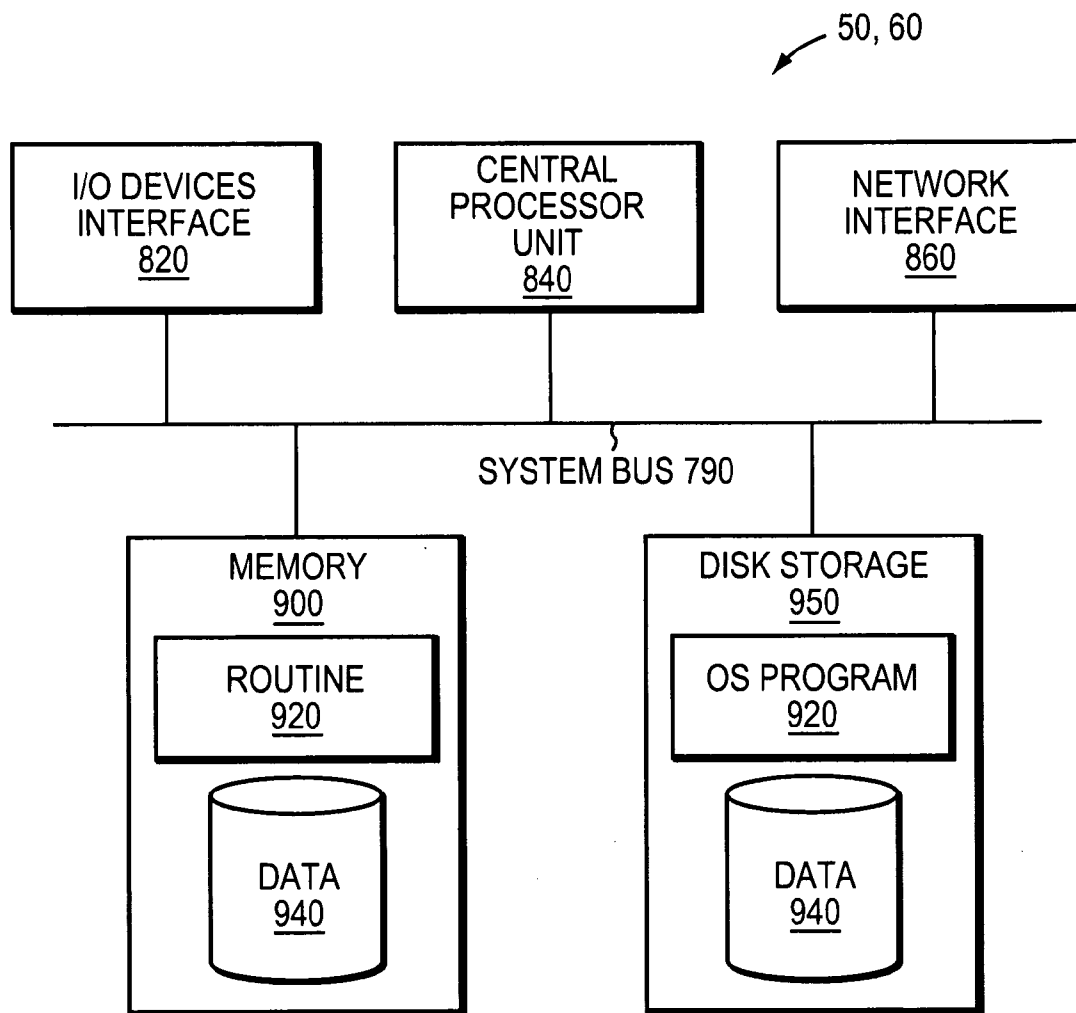 50, 60
I/O DEVICES
INTERFACE
820
CENTRAL
PROCESSOR
UNIT
840
NETWORK
INTERFACE
860
SYSTEM BUS 790
MEMORY
900
ROUTINE
920
DATA
940
DISK STORAGE
950
OS PROGRAM
920
DATA
940